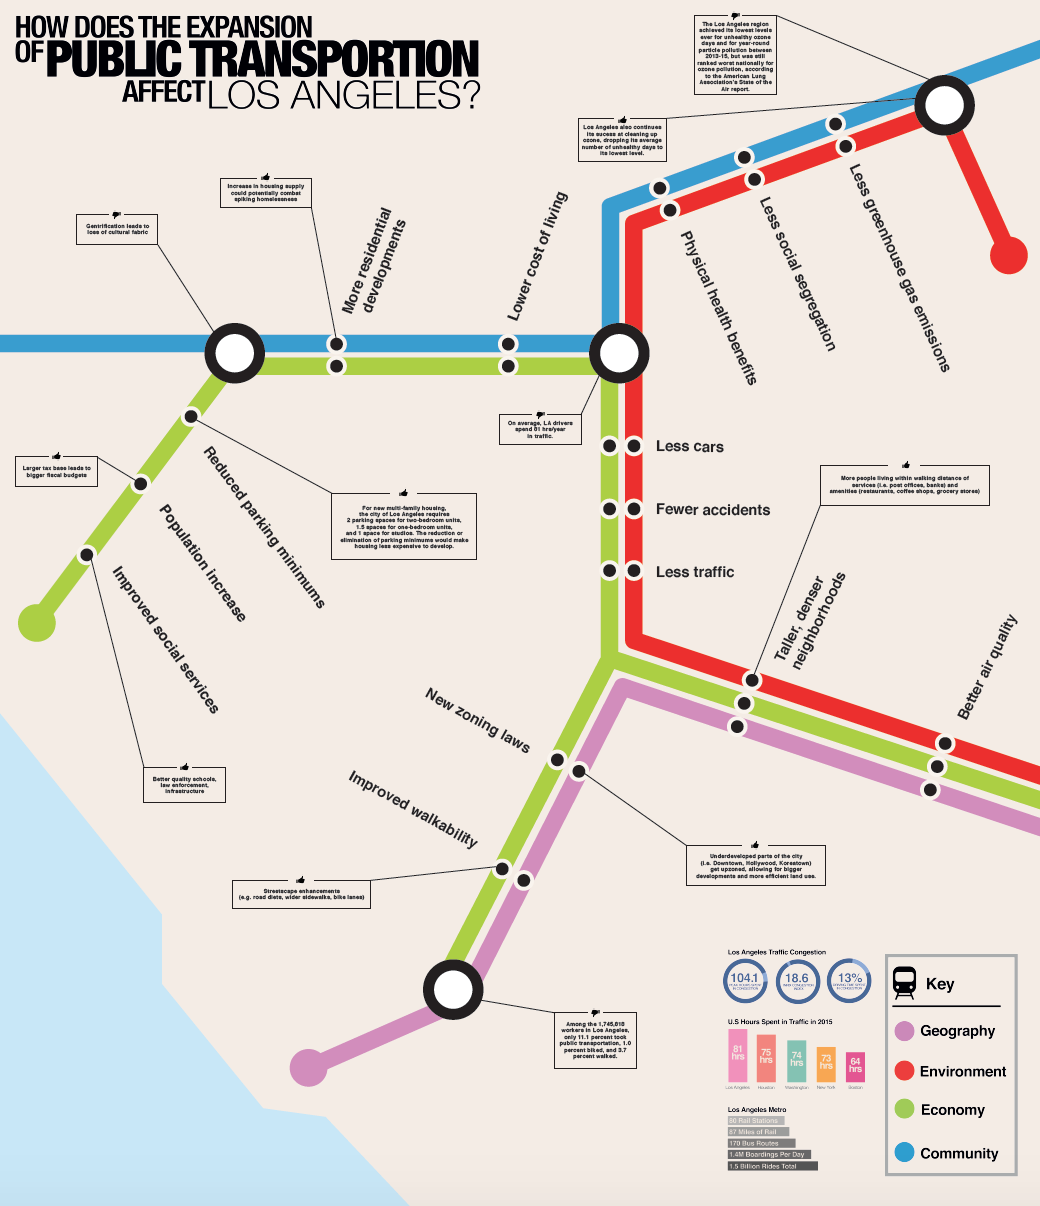 HOW DOES THE EXPANSION
OF PUBLIC TRANSPORTION
AFFECT LOS ANGELES?
The Los Angeles region
achieved its lowest levels
ever for unhealthy ozone
days and for year-round
particle pollution between
2013-15, but was still
ranked worst nationally for
ozone pollution, according
to the American Lung
Association's State of the
Air report.
Los Angeles also continues
its sucess at cleaning up
ozone, dropping its average
number of unhealthy days to
its lowest level.
Increase in housing supply
could potentially combat
spiking homelessness
Gentrification leads to
loss of cultural fabric
More residential
developments
Lower cost of living
Physical health benefits
Less social segregation
Less greenhouse gas emissions
On average, LA drivers
spend 81 hrs/year
in traffic.
Less cars
Fewer accidents
Less traffic
Larger tax base leads to
bigger fiscal budgets
Reduced parking minimums
Population increase
Improved social services
For new multi-family housing,
the city of Los Angeles requires
2 parking spaces for two-bedroom units,
1.5 spaces for one-bedroom units,
and 1 space for studios. The reduction or
elimination of parking minimums would make
housing less expensive to develop.
More people living within walking distance of
services (i.e. post offices, banks) and
amenities (restaurants, coffee shops, grocery stores)
Taller, denser
neighborhoods
Better air quality
New zoning laws
Improved walkability
Better quality schools,
law enforcement,
infrastructure
Underdeveloped parts of the city
(i.e. Downtown, Hollywood, Koreatown)
get upzoned, allowing for bigger
developments and more efficient land use.
Streetscape enhancements
(e.g. road diets, wider sidewalks, bike lanes)
Among the 1,745,818
workers in Los Angeles,
only 11.1 percent took
public transportation, 1.0
percent biked, and 3.7
percent walked.
Los Angeles Traffic Congestion
104.1
PEAK HOURS SPENT
IN CONGESTION
18.6
INRIX CONGESTION
INDEX
13%
DRIVING TIME SPENT
IN CONGESTION
U.S Hours Spent in Traffic in 2015
81
hrs
75
hrs
74
hrs
73
hrs
64
hrs
Los Angeles
Houston
Washington
New York
Boston
Los Angeles Metro
80 Rail Stations
87 Miles of Rail
170 Bus Routes
1.4M Boardings Per Day
1.5 Billion Rides Total
Key
Geography
Environment
Economy
Community